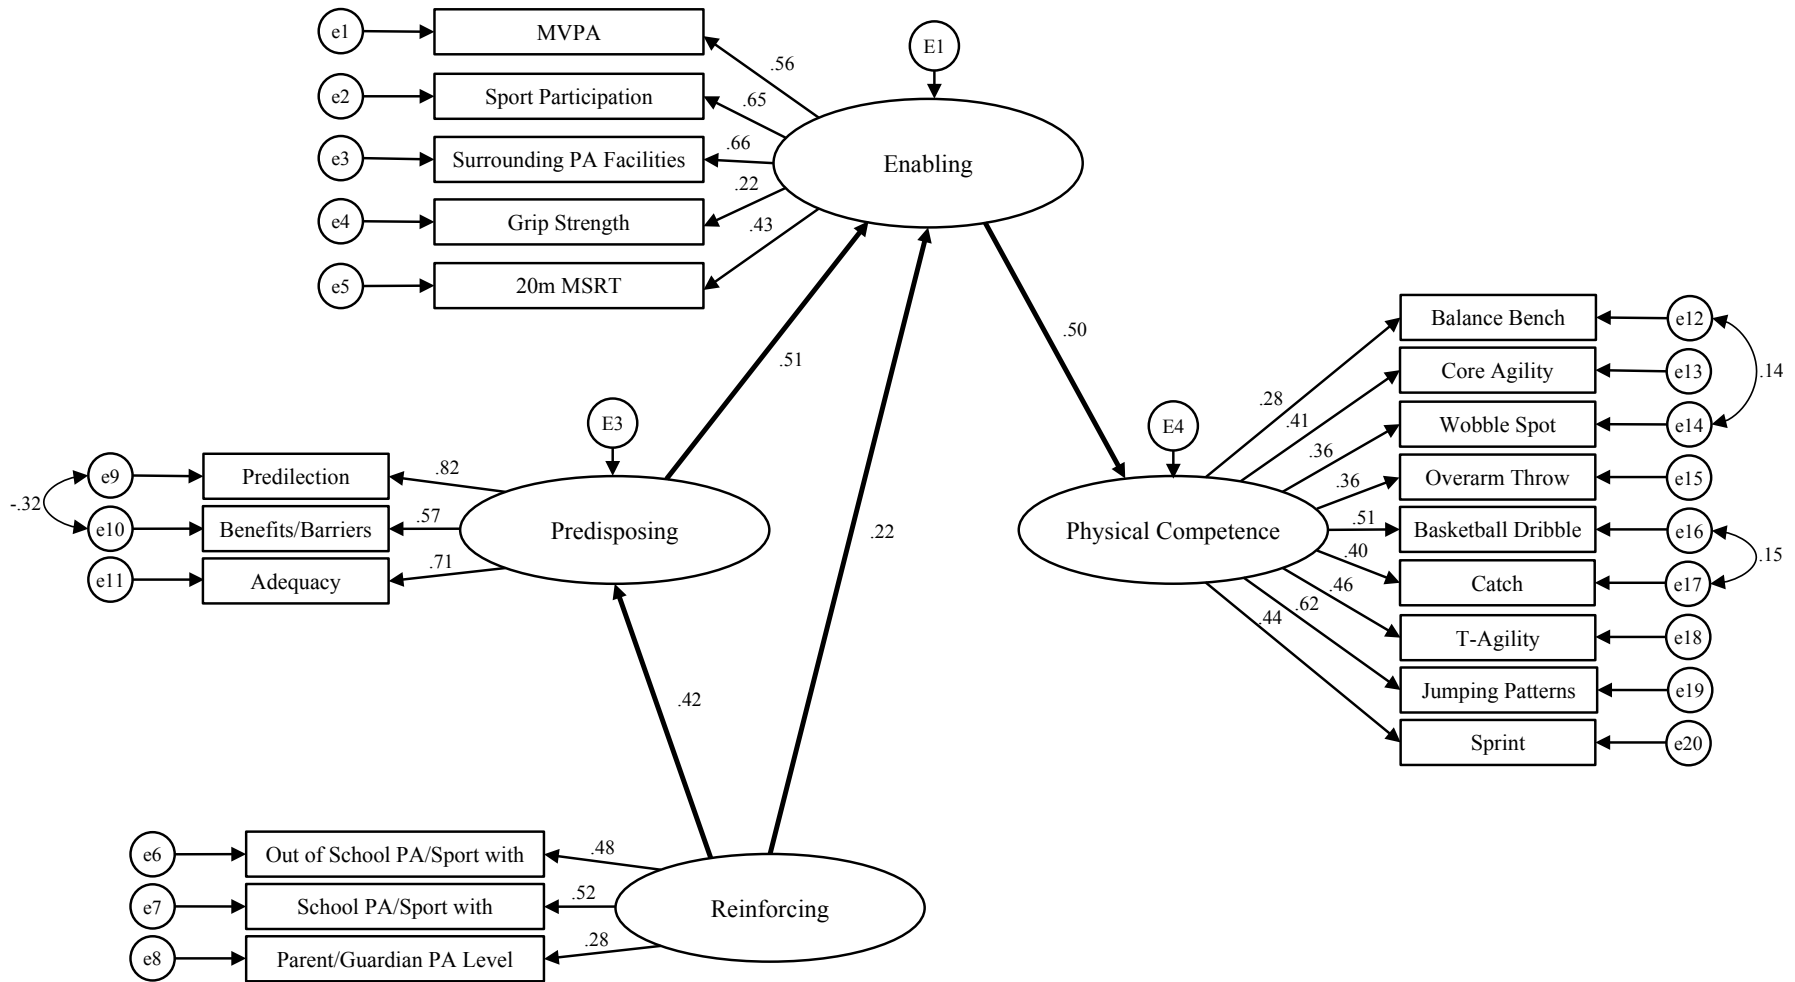 e1
MVPA
.56
E1
e2
Sport Participation
.65
e3
Surrounding PA Facilities
.66
Enabling
e4
Grip Strength
.22
e5
20m MSRT
.43
.51
.50
.22
.42
E3
e9
Predilection
.82
-.32
e10
Benefits/Barriers
.57
Predisposing
e11
Adequacy
.71
E4
Physical Competence
.28
Balance Bench
e12
.14
.41
Core Agility
e13
.36
Wobble Spot
e14
.36
Overarm Throw
e15
.51
Basketball Dribble
e16
.15
.40
Catch
e17
.46
T-Agility
e18
.62
Jumping Patterns
e19
.44
Sprint
e20
e6
Out of School PA/Sport with
.48
e7
School PA/Sport with
.52
Reinforcing
e8
Parent/Guardian PA Level
.28